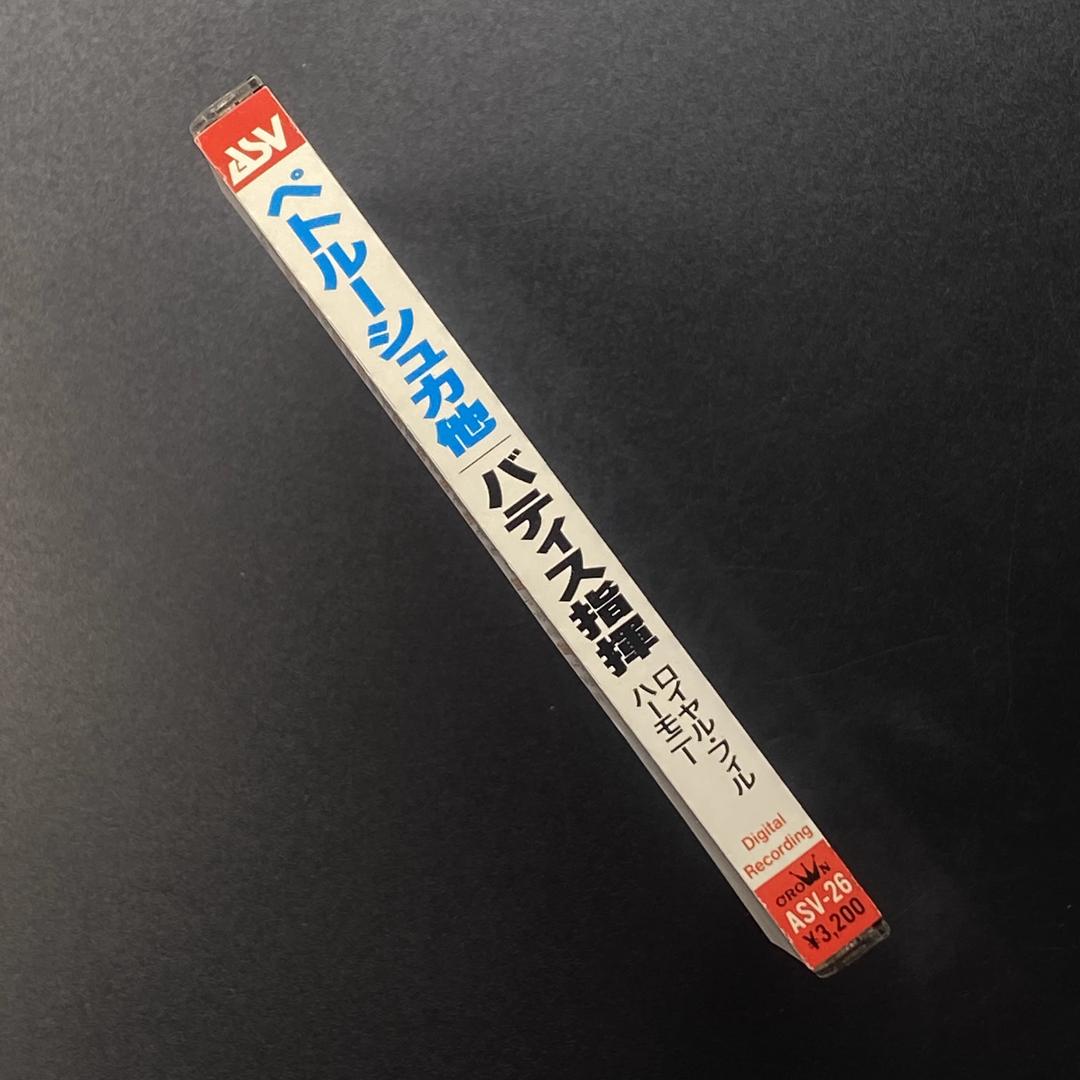 ASV
ペトルーシュカ他
バティス指揮
ロイヤル・フィル
ハーモニー
Digital
Recording
CROWN
ASV-26
¥3,200